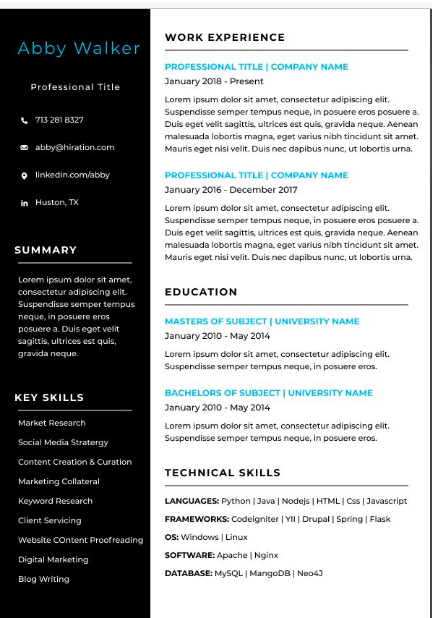 Abby Walker
Professional Title
713 281 8327
abby@hiration.com
linkedin.com/abby
Huston, TX
SUMMARY
Lorem ipsum dolor sit amet,
consectetur adipiscing elit.
Suspendisse semper tempus
neque, in posuere eros
posuere a. Duis eget velit
sagittis, ultrices est quis,
gravida neque.
KEY SKILLS
Market Research
Social Media Stratergy
Content Creation & Curation
Marketing Collateral
Keyword Research
Client Servicing
Website COntent Proofreading
Digital Marketing
Blog Writing
WORK EXPERIENCE
PROFESSIONAL TITLE | COMPANY NAME
January 2018 - Present
Lorem ipsum dolor sit amet, consectetur adipiscing elit.
Suspendisse semper tempus neque, in posuere eros posuere a.
Duis eget velit sagittis, ultrices est quis, gravida neque. Aenean
malesuada lobortis magna, eget varius nibh tincidunt sit amet.
Mauris eget nisi velit. Duis nec dapibus nunc, ut lobortis urna.
PROFESSIONAL TITLE | COMPANY NAME
January 2016 - December 2017
Lorem ipsum dolor sit amet, consectetur adipiscing elit.
Suspendisse semper tempus neque, in posuere eros posuere a.
Duis eget velit sagittis, ultrices est quis, gravida neque. Aenean
malesuada lobortis magna, eget varius nibh tincidunt sit amet.
Mauris eget nisi velit. Duis nec dapibus nunc, ut lobortis urna.
EDUCATION
MASTERS OF SUBJECT | UNIVERSITY NAME
January 2010 - May 2014
Lorem ipsum dolor sit amet, consectetur adipiscing elit.
Suspendisse semper tempus neque, in posuere eros.
BACHELORS OF SUBJECT | UNIVERSITY NAME
January 2010 - May 2014
Lorem ipsum dolor sit amet, consectetur adipiscing elit.
Suspendisse semper tempus neque, in posuere eros.
TECHNICAL SKILLS
LANGUAGES: Python | Java | Nodejs | HTML | Css | Javascript
FRAMEWORKS: Codeigniter | YII | Drupal | Spring | Flask
OS: Windows | Linux
SOFTWARE: Apache | Nginx
DATABASE: MySQL | MangoDB | Neo4J